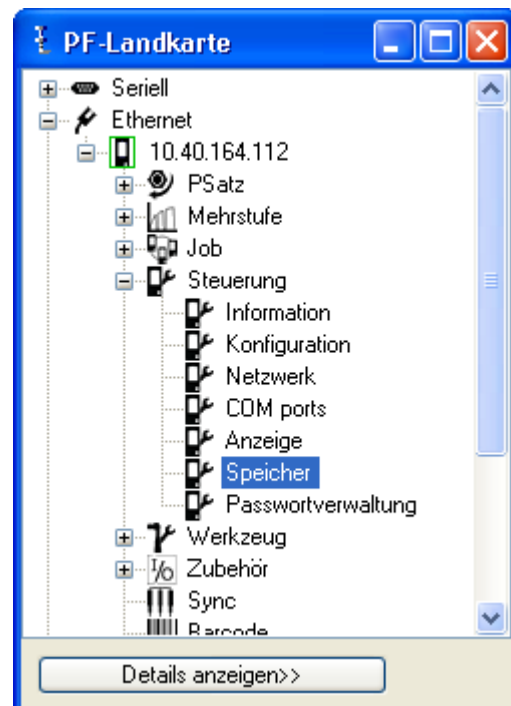 PF-Landkarte
Seriell
Ethernet
10.40.164.112
PSatz
Mehrstufe
Job
Steuerung
Information
Konfiguration
Netzwerk
COM ports
Anzeige
Speicher
Passwortverwaltung
Werkzeug
I/O Zubehör
Sync
Barcode
Details anzeigen>>